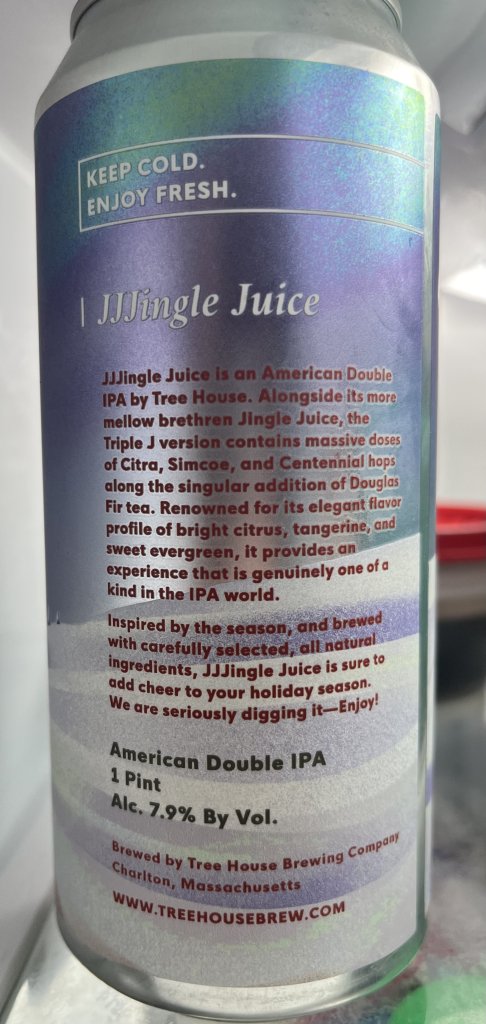 KEEP COLD.
ENJOY FRESH.
| JJJingle Juice
JJJingle Juice is an American Double
IPA by Tree House. Alongside its more
mellow brethren JIngle Juice, the
Triple J version contains massive doses
of Citra, Simcoe, and Centennial hops
along the singular addition of Douglas
Fir tea. Renowned for its elegant flavor
profile of bright citrus, tangerine, and
sweet evergreen, it provides an
experience that is genuinely one of a
kind in the IPA world.
Inspired by the season, and brewed
with carefully selected, all natural
ingredients, JJJingle Juice is sure to
add cheer to your holiday season.
We are seriously digging it—Enjoy!
American Double IPA
1 Pint
Alc. 7.9% By Vol.
Brewed by Tree House Brewing Company
Charlton, Massachusetts
WWW.TREEHOUSEBREW.COM